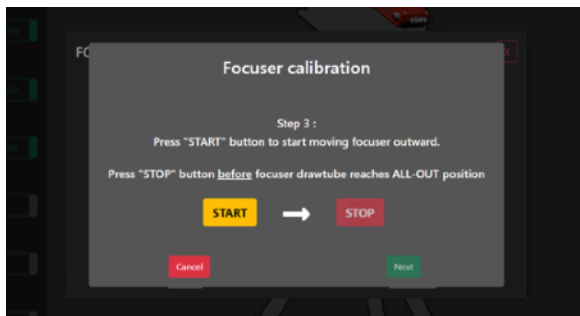 FO
Focuser calibration
Step 3 :
Press "START" button to start moving focuser outward.
Press "STOP" button before focuser drawtube reaches ALL-OUT position
START
STOP
Cancel
Next